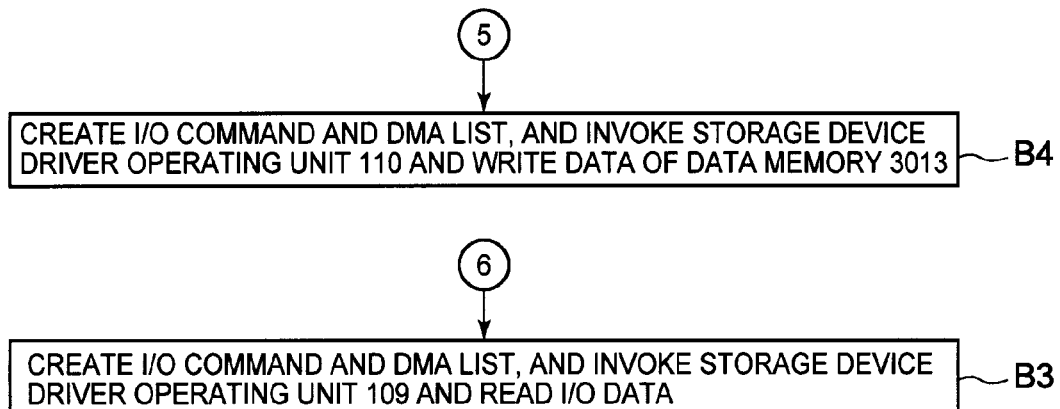 5
CREATE I/O COMMAND AND DMA LIST, AND INVOKE STORAGE DEVICE
DRIVER OPERATING UNIT 110 AND WRITE DATA OF DATA MEMORY 3013
B4
6
CREATE I/O COMMAND AND DMA LIST, AND INVOKE STORAGE DEVICE
DRIVER OPERATING UNIT 109 AND READ I/O DATA
B3